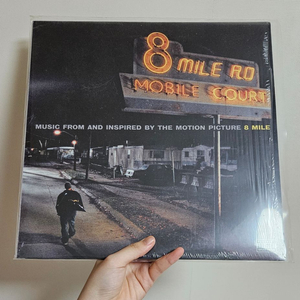 8 MILE RD
MOBILE COURT
MUSIC FROM AND INSPIRED BY THE MOTION PICTURE 8 MILE